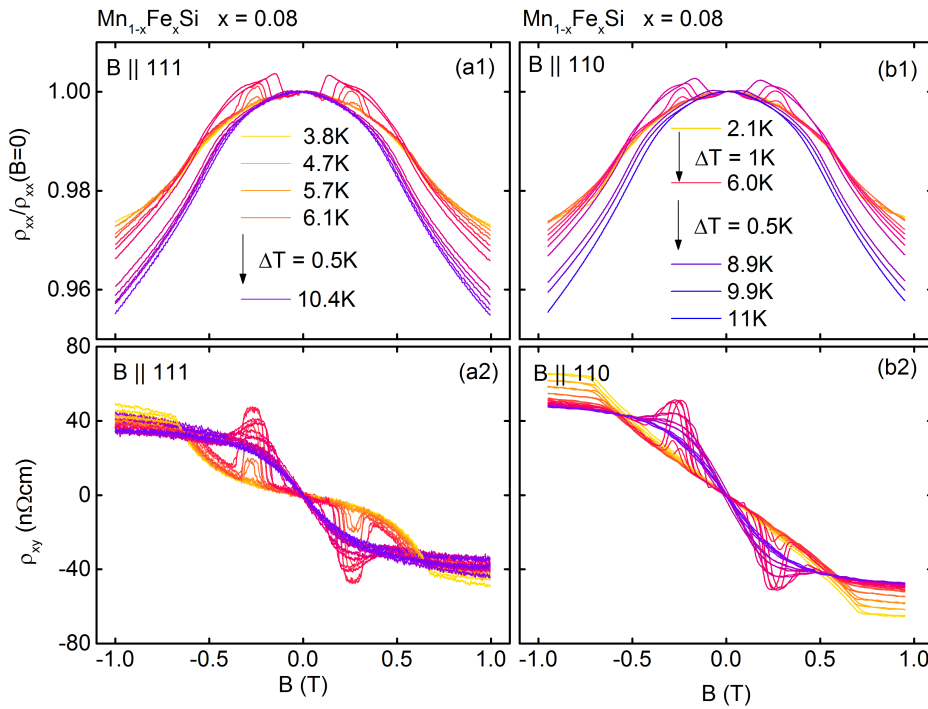 Mn1-xFexSi x = 0.08
Mn1-xFexSi x = 0.08
B || 111
(a1)
B || 110
(b1)
1.00
0.98
0.96
ρxx/ρxx(B=0)
3.8K
4.7K
5.7K
6.1K
ΔT = 0.5K
10.4K
2.1K
ΔT = 1K
6.0K
ΔT = 0.5K
8.9K
9.9K
11K
B || 111
(a2)
B || 110
(b2)
80
40
0
-40
-80
ρxy (nΩcm)
-1.0
-0.5
0.0
0.5
1.0
-1.0
-0.5
0.0
0.5
1.0
B (T)
B (T)